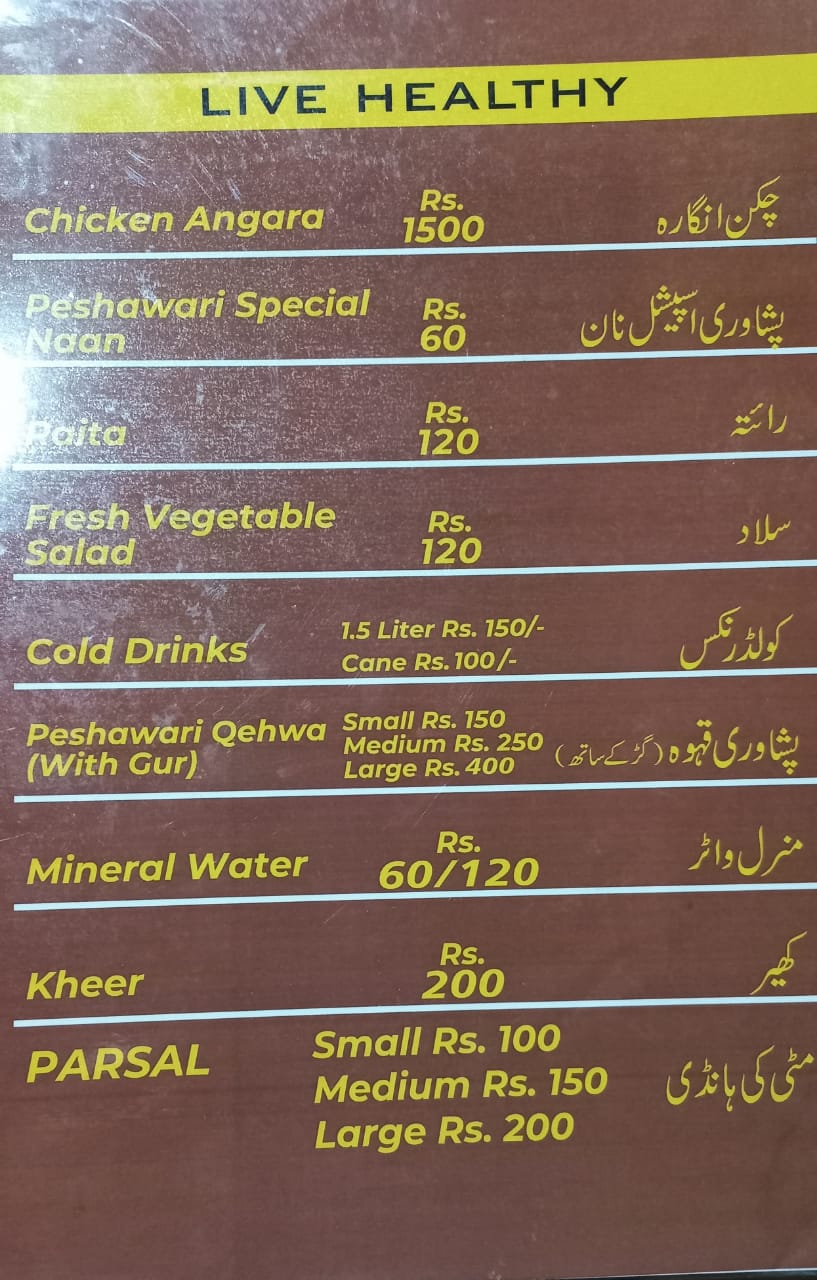 LIVE HEALTHY
Chicken Angara Rs. 1500 چکن انگارہ
Peshawari Special Naan Rs. 60 پشاوری اسپیشل نان
Raita Rs. 120 رائتہ
Fresh Vegetable Salad Rs. 120 سلاد
Cold Drinks 1.5 Liter Rs. 150/- Cane Rs. 100/- کولڈرنکس
Peshawari Qehwa (With Gur) Small Rs. 150 Medium Rs. 250 Large Rs. 400 پشاوری قہوہ (گڑ کے ساتھ)
Mineral Water Rs. 60/120 منرل واٹر
Kheer Rs. 200 کھیر
PARSAL Small Rs. 100 Medium Rs. 150 Large Rs. 200 مٹی کی ہانڈی